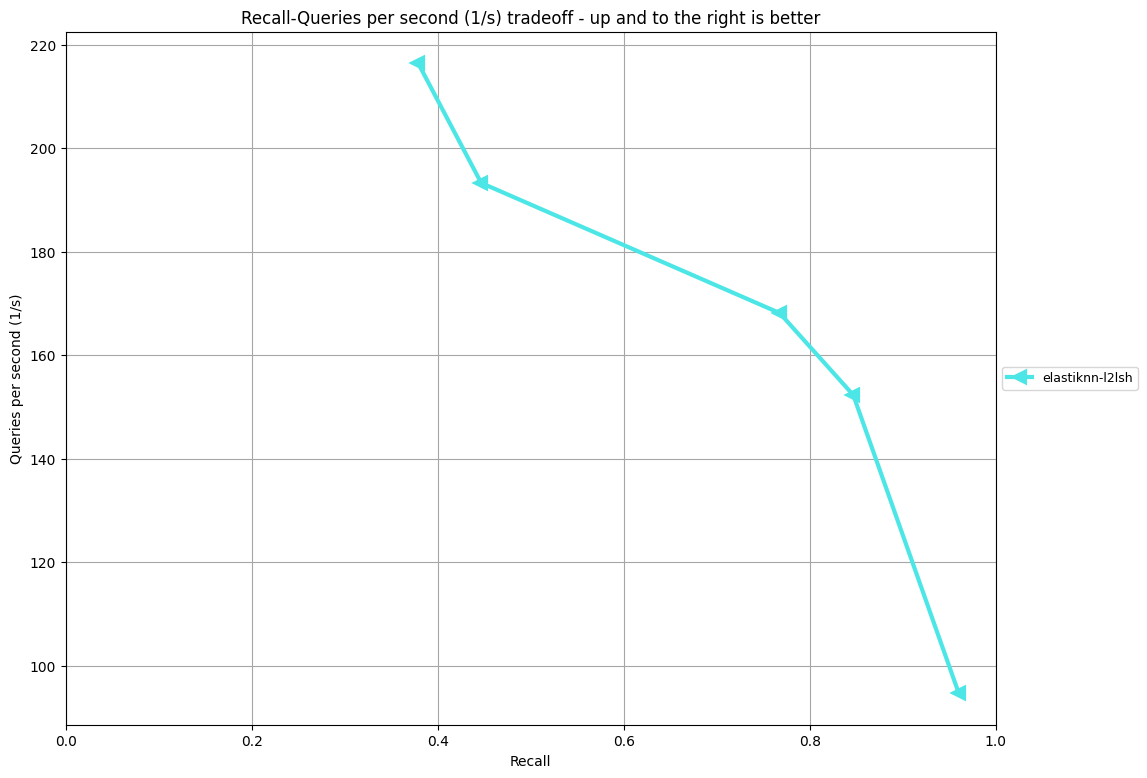 Recall-Queries per second (1/s) tradeoff - up and to the right is better
220
200
180
160
140
120
100
Queries per second (1/s)
0.0 0.2 0.4 0.6 0.8 1.0
Recall
elastiknn-l2lsh